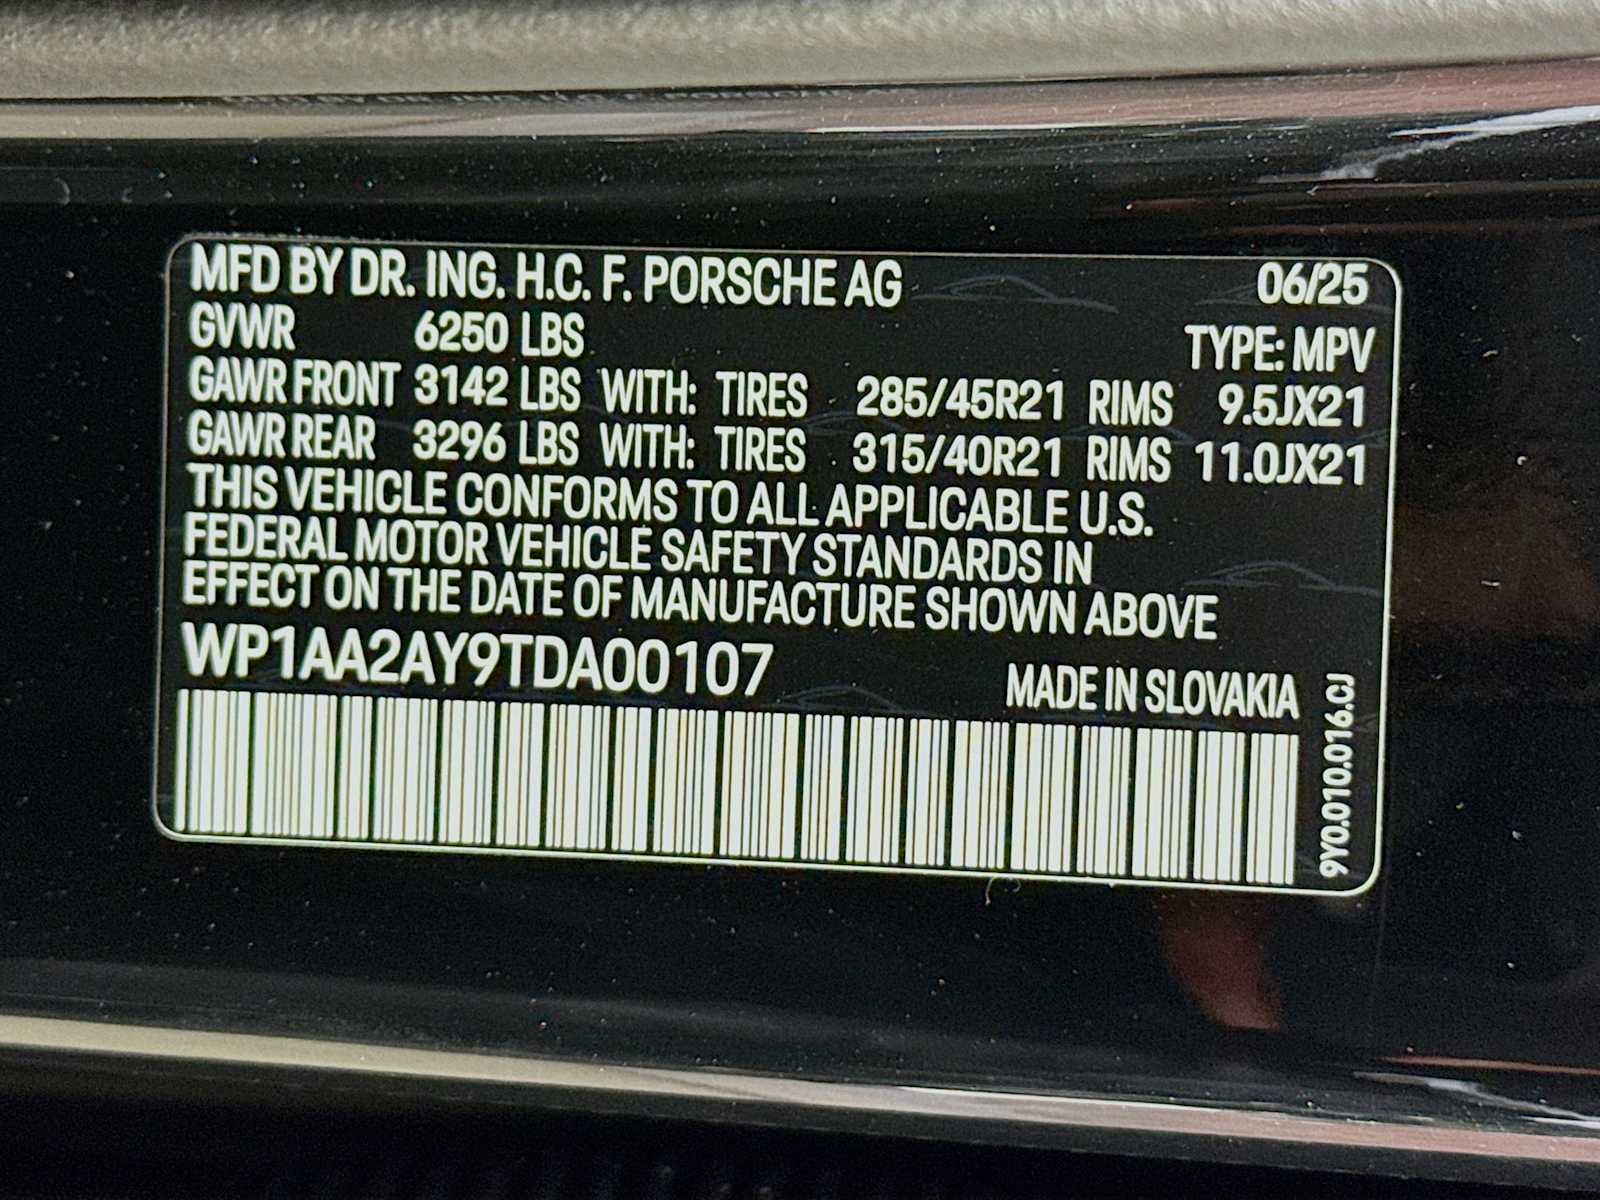 MFD BY DR. ING. H.C. F. PORSCHE AG 06/25
GVWR 6250 LBS TYPE: MPV
GAWR FRONT 3142 LBS WITH: TIRES 285/45R21 RIMS 9.5JX21
GAWR REAR 3296 LBS WITH: TIRES 315/40R21 RIMS 11.0JX21
THIS VEHICLE CONFORMS TO ALL APPLICABLE U.S.
FEDERAL MOTOR VEHICLE SAFETY STANDARDS IN
EFFECT ON THE DATE OF MANUFACTURE SHOWN ABOVE
WP1AA2AY9TDA00107
MADE IN SLOVAKIA
9Y0.010.016.CJ